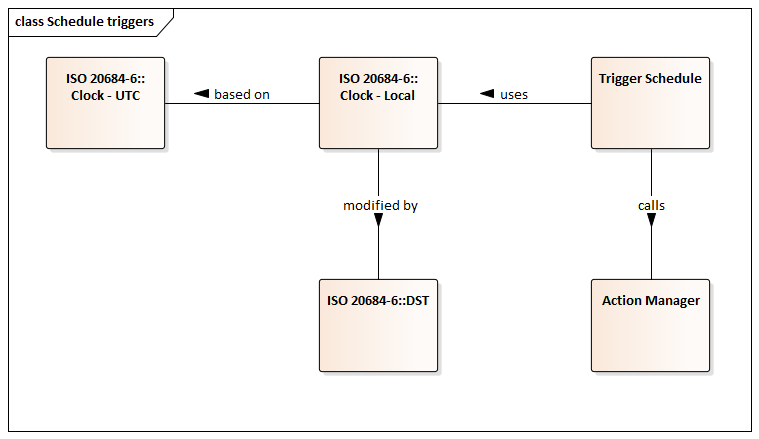 class Schedule triggers
ISO 20684-6::
Clock - UTC
based on
ISO 20684-6::
Clock - Local
uses
Trigger Schedule
modified by
calls
ISO 20684-6::DST
Action Manager